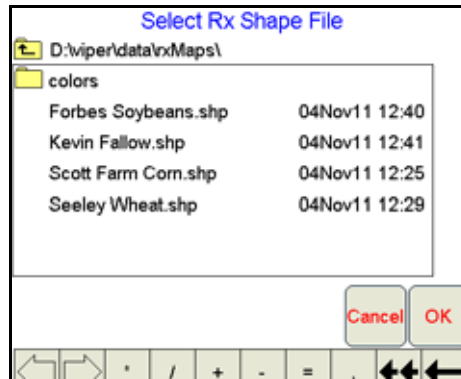 Select Rx Shape File
D:\viper\data\rxMaps\
colors
Forbes Soybeans.shp 04Nov11 12:40
Kevin Fallow.shp 04Nov11 12:41
Scott Farm Corn.shp 04Nov11 12:25
Seeley Wheat.shp 04Nov11 12:29
Cancel OK
* / + - = .